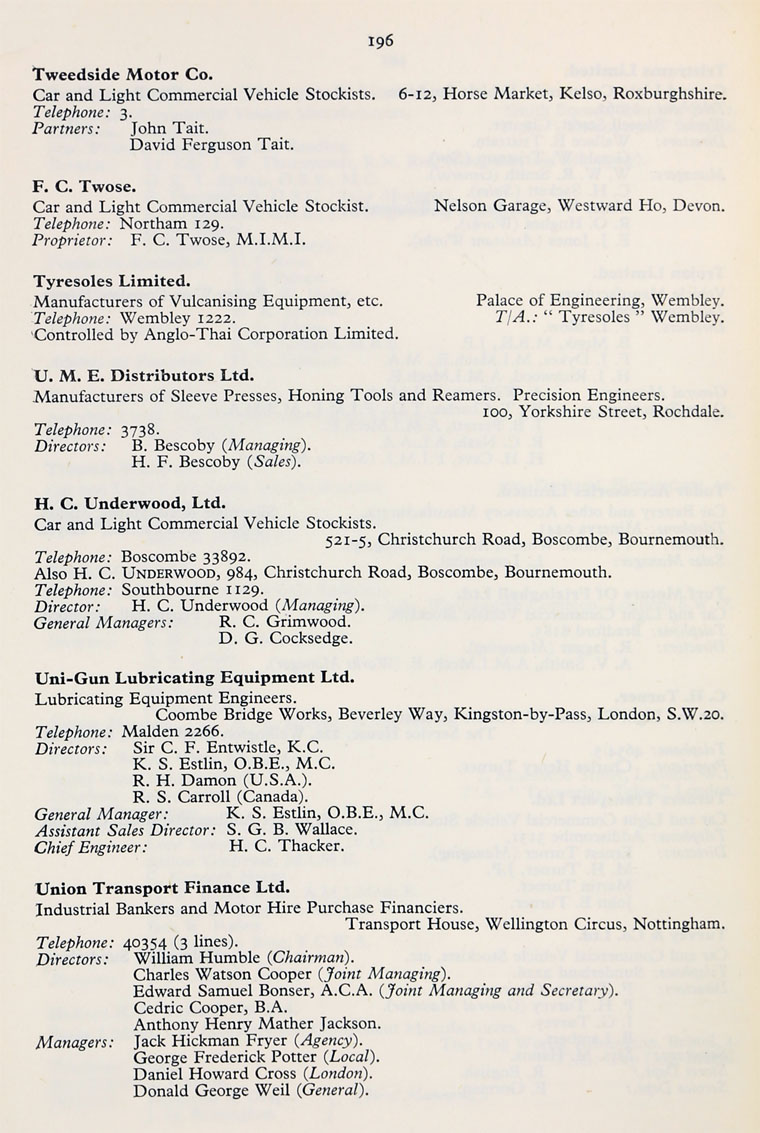 196
Tweedside Motor Co.
Car and Light Commercial Vehicle Stockists. 6-12, Horse Market, Kelso, Roxburghshire.
Telephone: 3.
Partners: John Tait.
David Ferguson Tait.
F. C. Twose.
Car and Light Commercial Vehicle Stockist. Nelson Garage, Westward Ho, Devon.
Telephone: Northam 129.
Proprietor: F. C. Twose, M.I.M.I.
Tyresoles Limited.
Manufacturers of Vulcanising Equipment, etc. Palace of Engineering, Wembley.
Telephone: Wembley 1222. T/A.: “ Tyresoles ” Wembley.
Controlled by Anglo-Thai Corporation Limited.
U. M. E. Distributors Ltd.
Manufacturers of Sleeve Presses, Honing Tools and Reamers. Precision Engineers.
100, Yorkshire Street, Rochdale.
Telephone: 3738.
Directors: B. Bescoby (Managing).
H. F. Bescoby (Sales).
H. C. Underwood, Ltd.
Car and Light Commercial Vehicle Stockists.
521-5, Christchurch Road, Boscombe, Bournemouth.
Telephone: Boscombe 33892.
Also H. C. UNDERWOOD, 984, Christchurch Road, Boscombe, Bournemouth.
Telephone: Southbourne 1129.
Director: H. C. Underwood (Managing).
General Managers: R. C. Grimwood.
D. G. Cocksedge.
Uni-Gun Lubricating Equipment Ltd.
Lubricating Equipment Engineers.
Coombe Bridge Works, Beverley Way, Kingston-by-Pass, London, S.W.20.
Telephone: Malden 2266.
Directors: Sir C. F. Entwistle, K.C.
K. S. Estlin, O.B.E., M.C.
R. H. Damon (U.S.A.).
R. S. Carroll (Canada).
General Manager: K. S. Estlin, O.B.E., M.C.
Assistant Sales Director: S. G. B. Wallace.
Chief Engineer: H. C. Thacker.
Union Transport Finance Ltd.
Industrial Bankers and Motor Hire Purchase Financiers.
Transport House, Wellington Circus, Nottingham.
Telephone: 40354 (3 lines).
Directors: William Humble (Chairman).
Charles Watson Cooper (Joint Managing).
Edward Samuel Bonser, A.C.A. (Joint Managing and Secretary).
Cedric Cooper, B.A.
Anthony Henry Mather Jackson.
Managers: Jack Hickman Fryer (Agency).
George Frederick Potter (Local).
Daniel Howard Cross (London).
Donald George Weil (General).